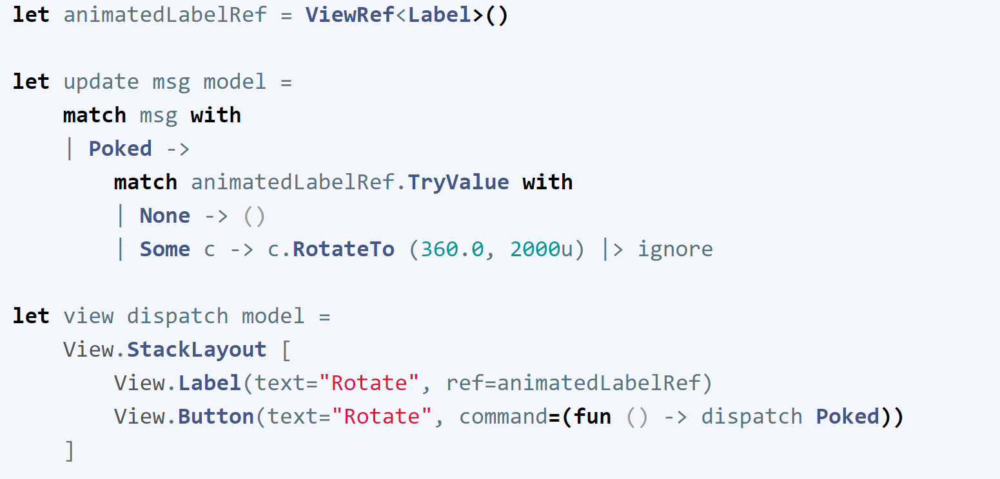 let animatedLabelRef = ViewRef<Label>()
let update msg model =
    match msg with
    | Poked ->
        match animatedLabelRef.TryValue with
        | None -> ()
        | Some c -> c.RotateTo (360.0, 2000u) |> ignore
let view dispatch model =
    View.StackLayout [
        View.Label(text="Rotate", ref=animatedLabelRef)
        View.Button(text="Rotate", command=(fun () -> dispatch Poked))
    ]